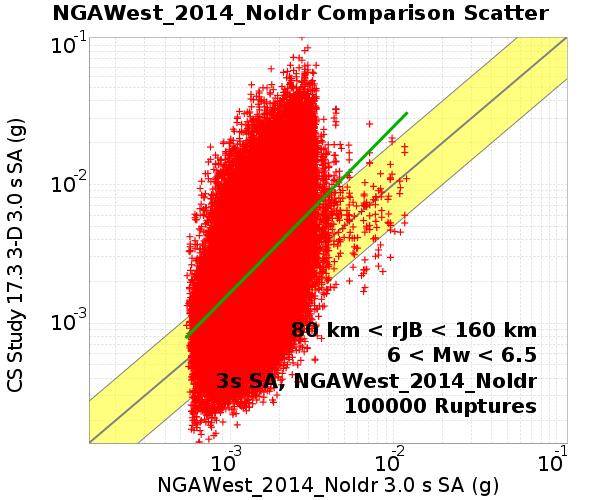 NGAWest_2014_NoIdr Comparison Scatter
10-1
10-2
10-3
CS Study 17.3 3-D 3.0 s SA (g)
80 km < rJB < 160 km
6 < Mw < 6.5
3s SA, NGAWest_2014_NoIdr
100000 Ruptures
10-3 10-2 10-1
NGAWest_2014_NoIdr 3.0 s SA (g)